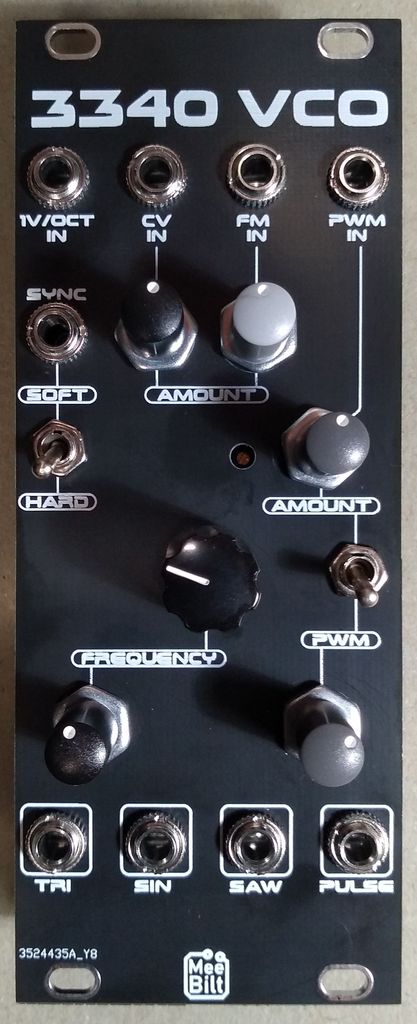 3340 VCO
1V/OCT IN
CV IN
FM IN
PWM IN
SYNC
SOFT
AMOUNT
HARD
AMOUNT
PWM
FREQUENCY
TRI
SIN
SAW
PULSE
3524435A_Y8
Mee
Bilt